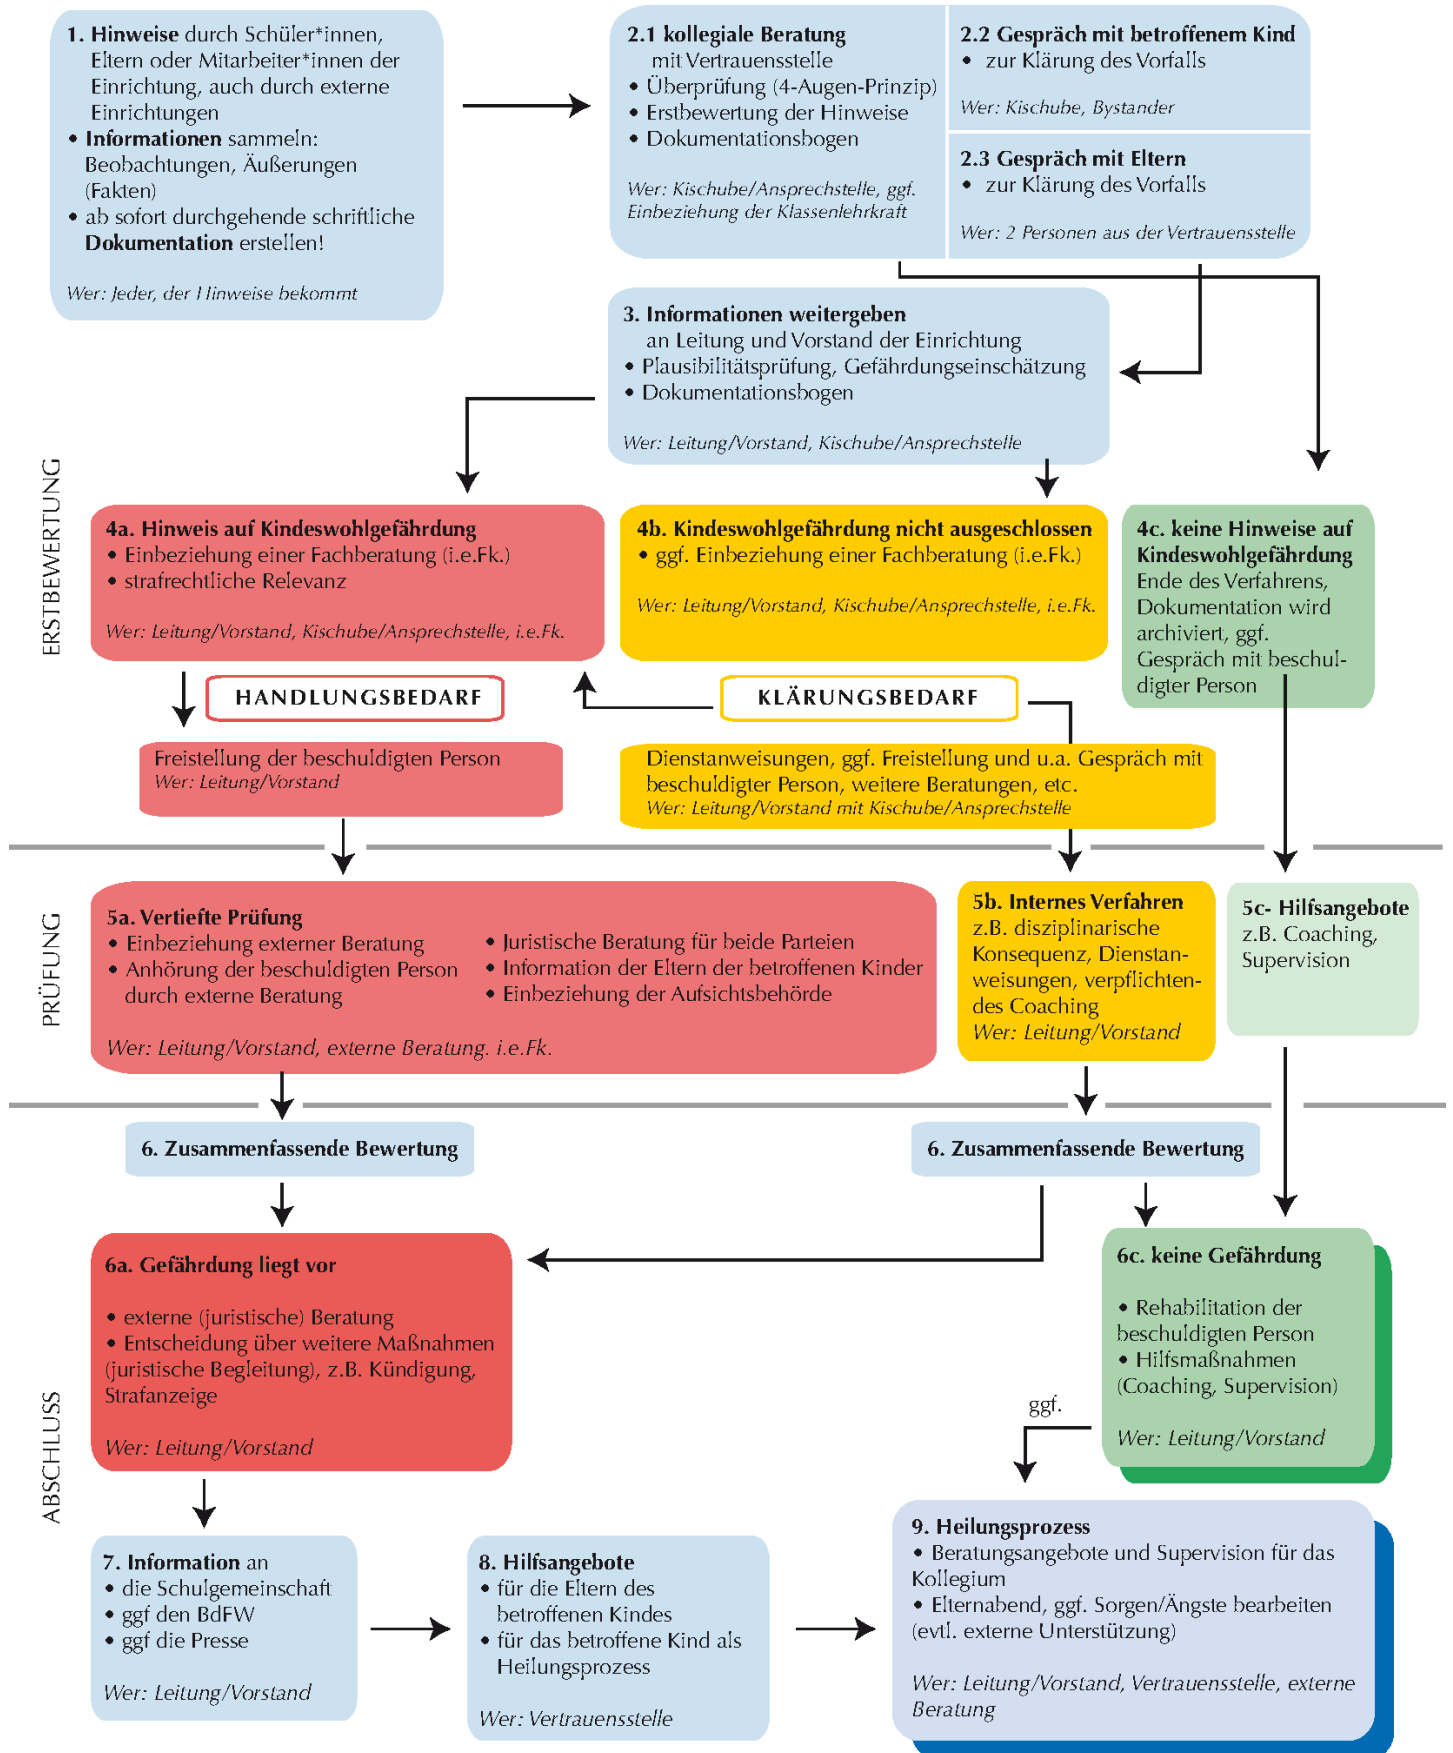 1. Hinweise durch Schüler*innen,
Eltern oder Mitarbeiter*innen der
Einrichtung, auch durch externe
Einrichtungen
• Informationen sammeln:
Beobachtungen, Äußerungen
(Fakten)
• ab sofort durchgehende schriftliche
Dokumentation erstellen!
Wer: Jeder, der Hinweise bekommt
2.1 kollegiale Beratung
mit Vertrauensstelle
• Überprüfung (4-Augen-Prinzip)
• Erstbewertung der Hinweise
• Dokumentationsbogen
Wer: Kischube/Ansprechstelle, ggf.
Einbeziehung der Klassenlehrkraft
2.2 Gespräch mit betroffenem Kind
• zur Klärung des Vorfalls
Wer: Kischube, Bystander
2.3 Gespräch mit Eltern
• zur Klärung des Vorfalls
Wer: 2 Personen aus der Vertrauensstelle
3. Informationen weitergeben
an Leitung und Vorstand der Einrichtung
• Plausibilitätsprüfung, Gefährdungseinschätzung
• Dokumentationsbogen
Wer: Leitung/Vorstand, Kischube/Ansprechstelle
ERSTBEWERTUNG
4a. Hinweis auf Kindeswohlgefährdung
• Einbeziehung einer Fachberatung (i.e.Fk.)
• strafrechtliche Relevanz
Wer: Leitung/Vorstand, Kischube/Ansprechstelle, i.e.Fk.
4b. Kindeswohlgefährdung nicht ausgeschlossen
• ggf. Einbeziehung einer Fachberatung (i.e.Fk.)
Wer: Leitung/Vorstand, Kischube/Ansprechstelle, i.e.Fk.
4c. keine Hinweise auf
Kindeswohlgefährdung
Ende des Verfahrens,
Dokumentation wird
archiviert, ggf.
Gespräch mit beschul-
digter Person
HANDLUNGSBEDARF
KLÄRUNGSBEDARF
Freistellung der beschuldigten Person
Wer: Leitung/Vorstand
Dienstanweisungen, ggf. Freistellung und u.a. Gespräch mit
beschuldigter Person, weitere Beratungen, etc.
Wer: Leitung/Vorstand mit Kischube/Ansprechstelle
PRÜFUNG
5a. Vertiefte Prüfung
• Einbeziehung externer Beratung
• Anhörung der beschuldigten Person
durch externe Beratung
• Juristische Beratung für beide Parteien
• Information der Eltern der betroffenen Kinder
• Einbeziehung der Aufsichtsbehörde
Wer: Leitung/Vorstand, externe Beratung. i.e.Fk.
5b. Internes Verfahren
z.B. disziplinarische
Konsequenz, Dienstan-
weisungen, verpflichten-
des Coaching
Wer: Leitung/Vorstand
5c- Hilfsangebote
z.B. Coaching,
Supervision
6. Zusammenfassende Bewertung
6. Zusammenfassende Bewertung
ABSCHLUSS
6a. Gefährdung liegt vor
• externe (juristische) Beratung
• Entscheidung über weitere Maßnahmen
(juristische Begleitung), z.B. Kündigung,
Strafanzeige
Wer: Leitung/Vorstand
6c. keine Gefährdung
• Rehabilitation der
beschuldigten Person
• Hilfsmaßnahmen
(Coaching, Supervision)
Wer: Leitung/Vorstand
ggf.
7. Information an
• die Schulgemeinschaft
• ggf den BdFW
• ggf die Presse
Wer: Leitung/Vorstand
8. Hilfsangebote
• für die Eltern des
betroffenen Kindes
• für das betroffene Kind als
Heilungsprozess
Wer: Vertrauensstelle
9. Heilungsprozess
• Beratungsangebote und Supervision für das
Kollegium
• Elternabend, ggf. Sorgen/Ängste bearbeiten
(evtl. externe Unterstützung)
Wer: Leitung/Vorstand, Vertrauensstelle, externe
Beratung